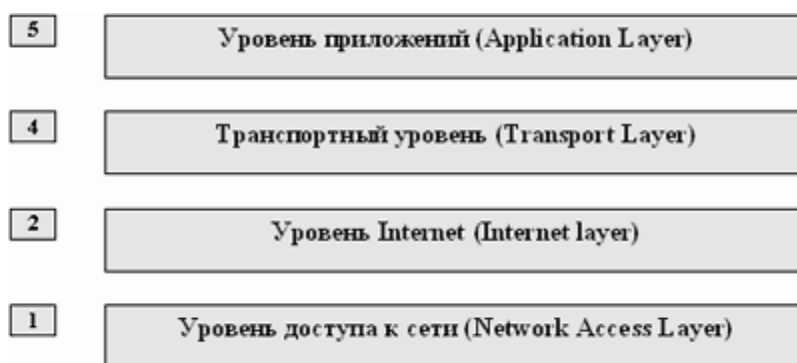 5 Уровень приложений (Application Layer)
4 Транспортный уровень (Transport Layer)
2 Уровень Internet (Internet layer)
1 Уровень доступа к сети (Network Access Layer)